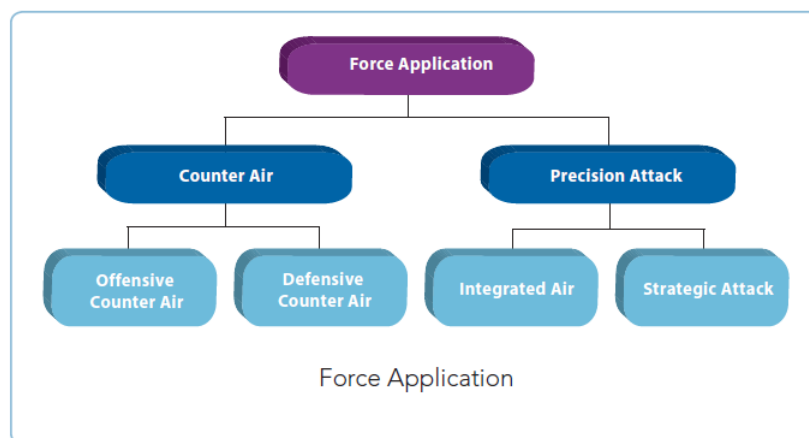 Force Application
Counter Air
Precision Attack
Offensive
Counter Air
Defensive
Counter Air
Integrated Air
Strategic Attack
Force Application